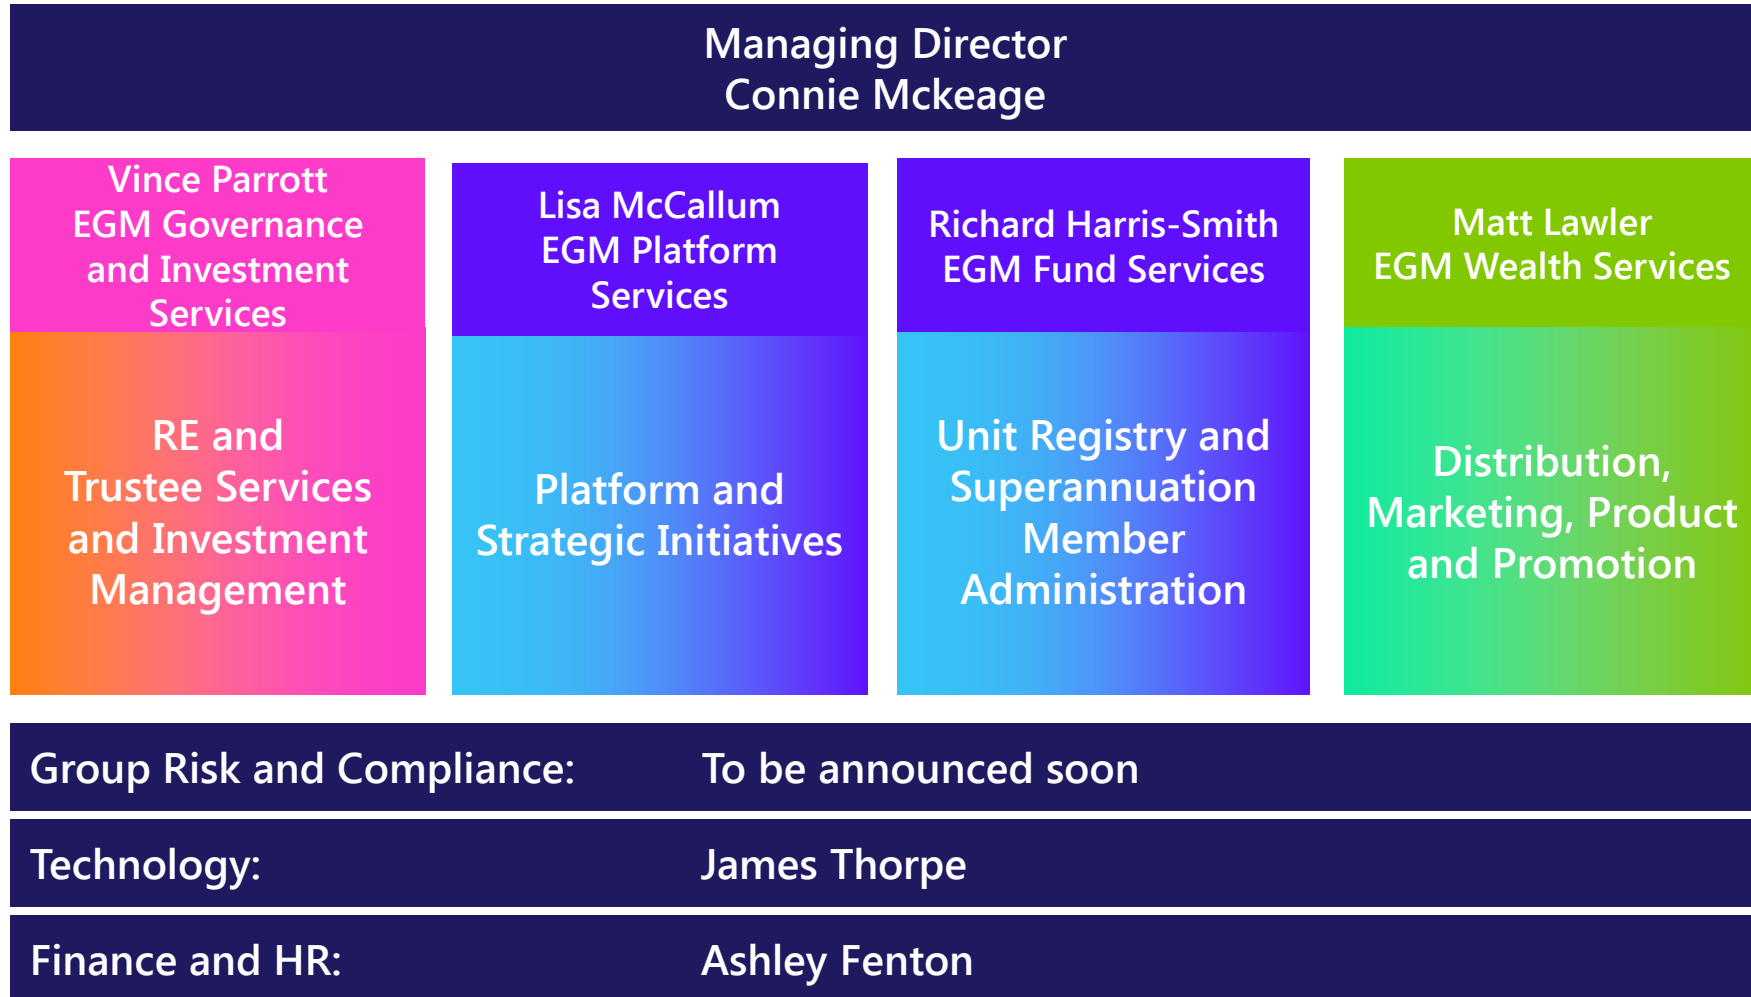 Managing Director
Connie Mckeage
Vince Parrott
EGM Governance
and Investment
Services
RE and
Trustee Services
and Investment
Management
Lisa McCallum
EGM Platform
Services
Platform and
Strategic Initiatives
Richard Harris-Smith
EGM Fund Services
Unit Registry and
Superannuation
Member
Administration
Matt Lawler
EGM Wealth Services
Distribution,
Marketing, Product
and Promotion
Group Risk and Compliance: To be announced soon
Technology: James Thorpe
Finance and HR: Ashley Fenton